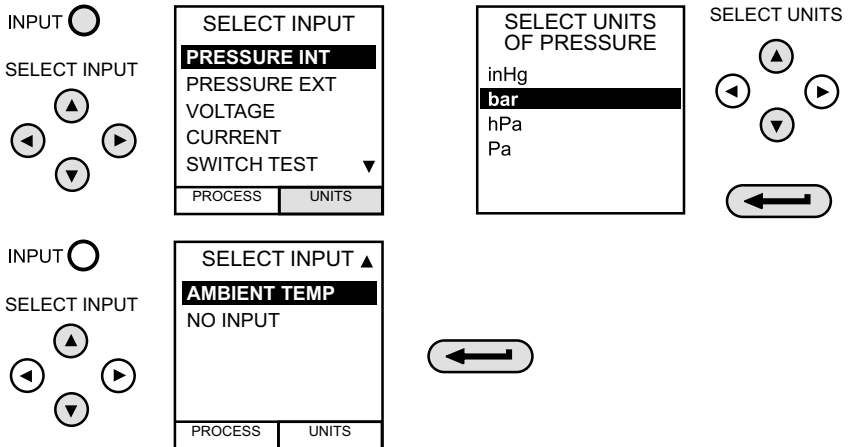 INPUT
SELECT INPUT
SELECT INPUT
PRESSURE INT
PRESSURE EXT
VOLTAGE
CURRENT
SWITCH TEST
PROCESS UNITS
SELECT UNITS
OF PRESSURE
inHg
bar
hPa
Pa
SELECT UNITS
INPUT
SELECT INPUT
SELECT INPUT
AMBIENT TEMP
NO INPUT
PROCESS UNITS